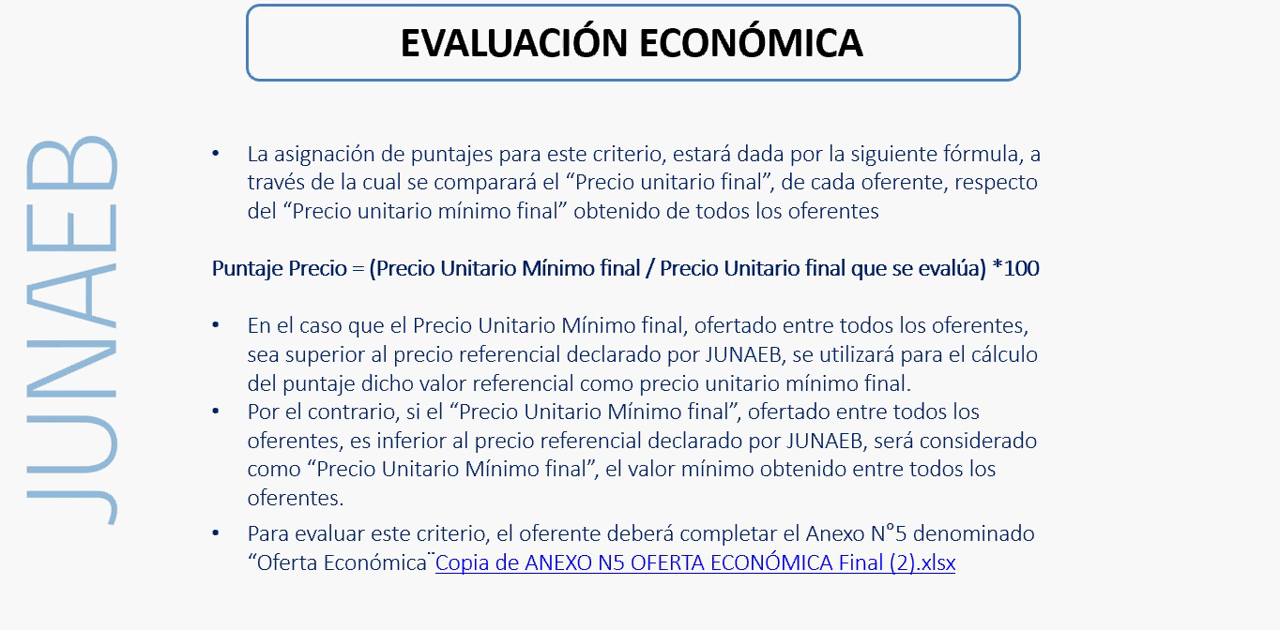 EVALUACIÓN ECONÓMICA
JUNAEB
• La asignación de puntajes para este criterio, estará dada por la siguiente fórmula, a
través de la cual se comparará el “Precio unitario final”, de cada oferente, respecto
del “Precio unitario mínimo final” obtenido de todos los oferentes
Puntaje Precio = (Precio Unitario Mínimo final / Precio Unitario final que se evalúa) *100
• En el caso que el Precio Unitario Mínimo final, ofertado entre todos los oferentes,
sea superior al precio referencial declarado por JUNAEB, se utilizará para el cálculo
del puntaje dicho valor referencial como precio unitario mínimo final.
• Por el contrario, si el “Precio Unitario Mínimo final”, ofertado entre todos los
oferentes, es inferior al precio referencial declarado por JUNAEB, será considerado
como “Precio Unitario Mínimo final”, el valor mínimo obtenido entre todos los
oferentes.
• Para evaluar este criterio, el oferente deberá completar el Anexo N°5 denominado
“Oferta Económica¨Copia de ANEXO N5 OFERTA ECONÓMICA Final (2).xlsx